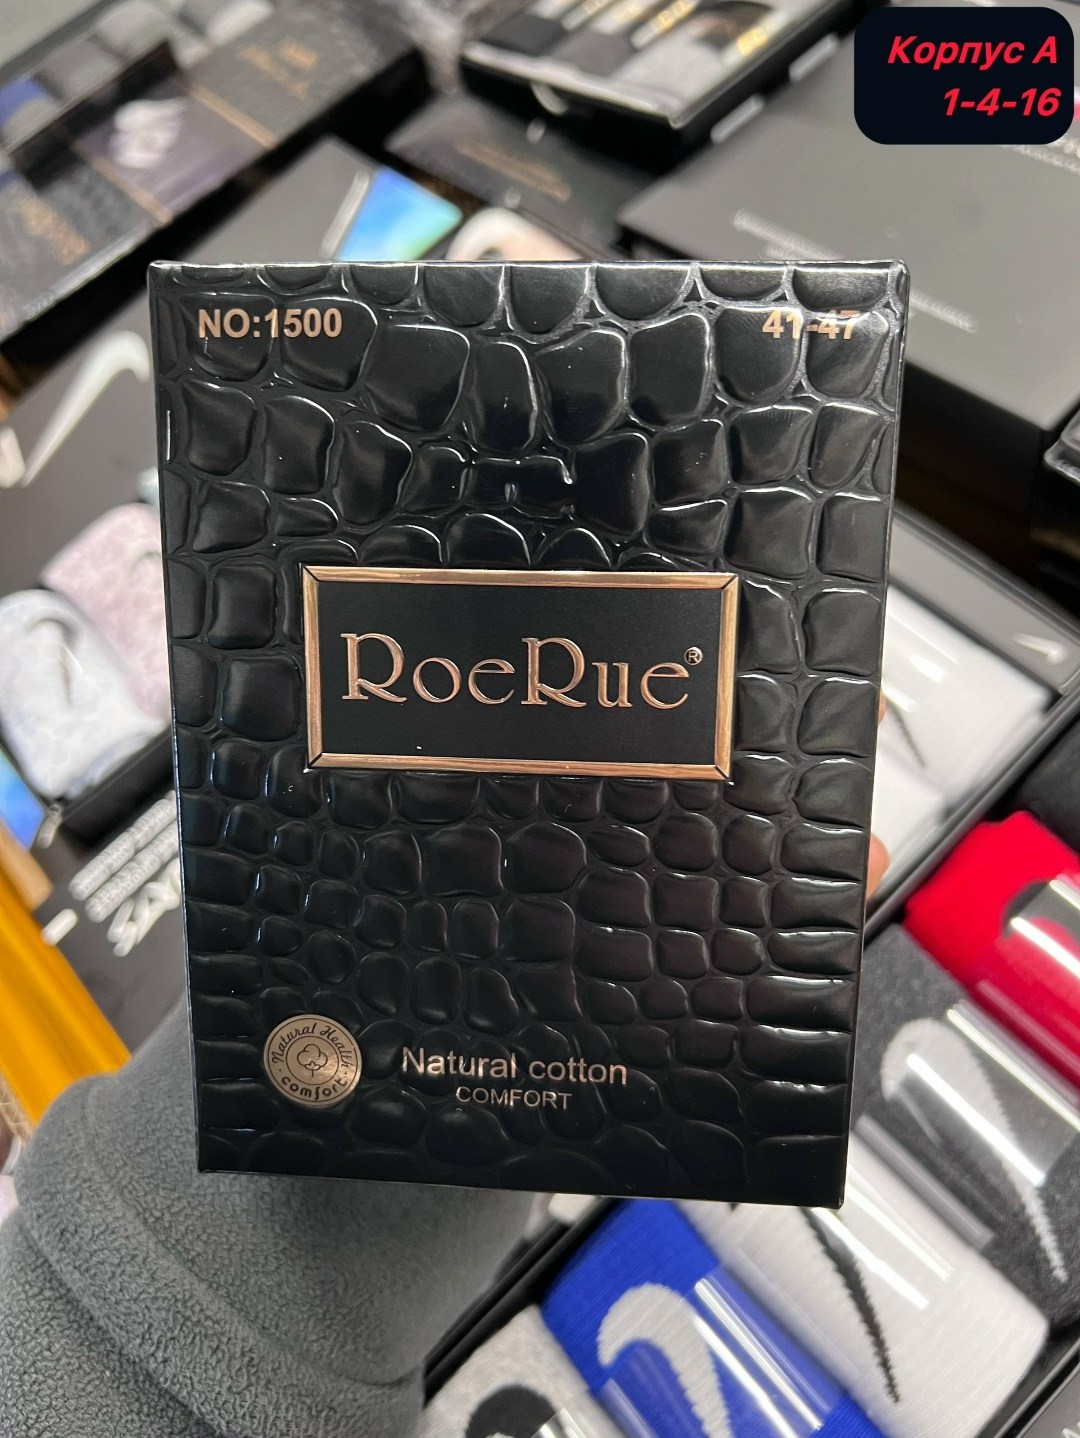 Корпус А
1-4-16
NO:1500
41-47
RoeRue®
Natural Health
comfort
Natural cotton
COMFORT